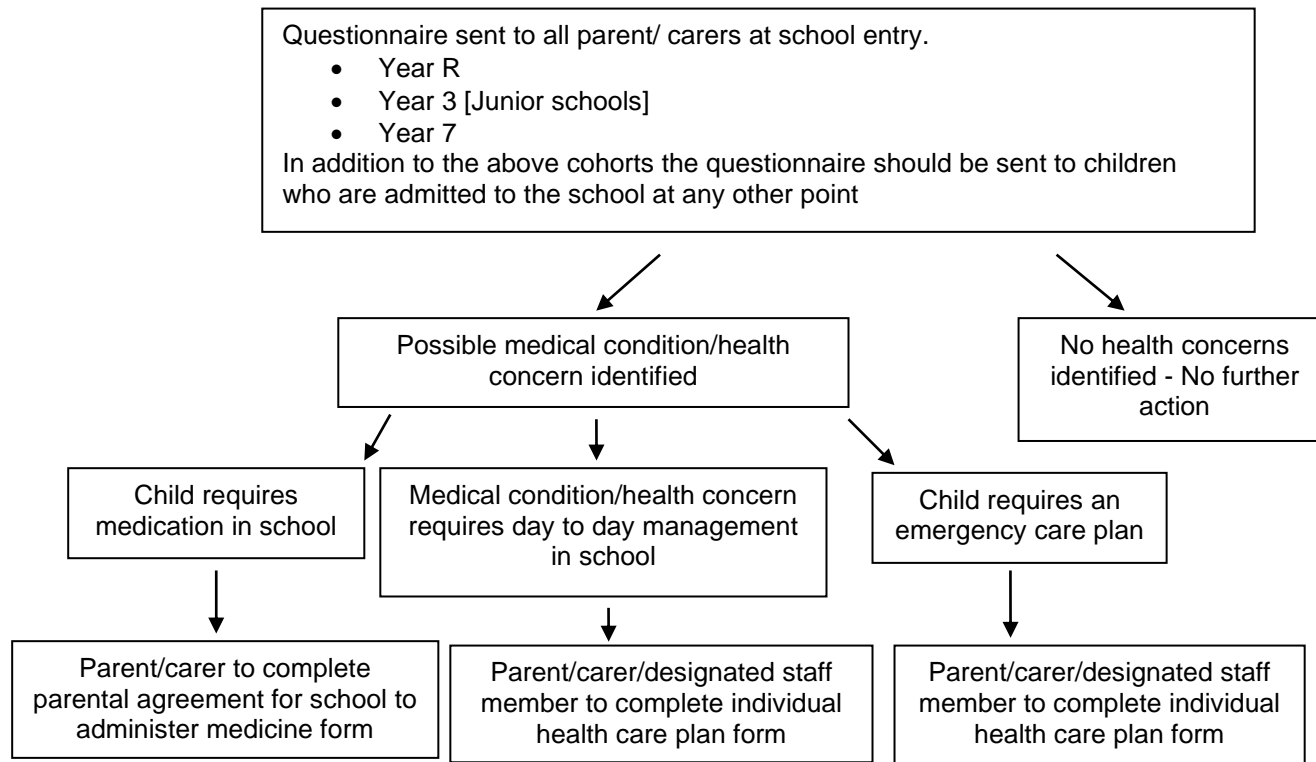 Questionnaire sent to all parent/ carers at school entry.
• Year R
• Year 3 [Junior schools]
• Year 7
In addition to the above cohorts the questionnaire should be sent to children
who are admitted to the school at any other point
Possible medical condition/health
concern identified
No health concerns
identified - No further
action
Child requires
medication in school
Medical condition/health concern
requires day to day management
in school
Child requires an
emergency care plan
Parent/carer to complete
parental agreement for school to
administer medicine form
Parent/carer/designated staff
member to complete individual
health care plan form
Parent/carer/designated staff
member to complete individual
health care plan form